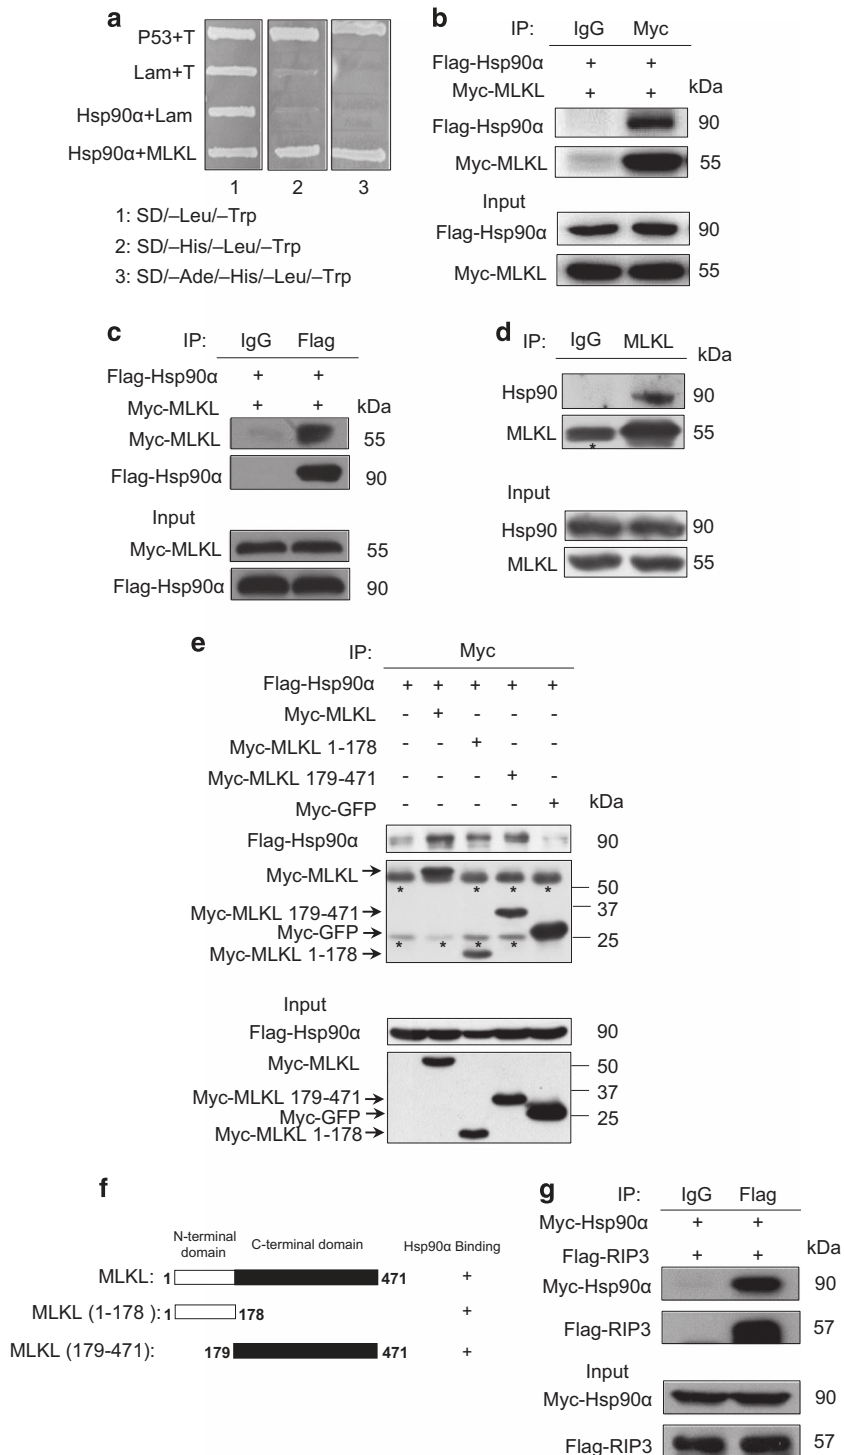 a
P53+T
Lam+T
Hsp90α+Lam
Hsp90α+MLKL
1 2 3
1: SD/–Leu/–Trp
2: SD/–His/–Leu/–Trp
3: SD/–Ade/–His/–Leu/–Trp
b
IP: IgG Myc
Flag-Hsp90α + +
Myc-MLKL + + kDa
Flag-Hsp90α 90
Myc-MLKL 55
Input
Flag-Hsp90α 90
Myc-MLKL 55
c
IP: IgG Flag
Flag-Hsp90α + +
Myc-MLKL + + kDa
Myc-MLKL 55
Flag-Hsp90α 90
Input
Myc-MLKL 55
Flag-Hsp90α 90
d
IP: IgG MLKL
kDa
Hsp90 90
MLKL 55
*
Input
Hsp90 90
MLKL 55
e
IP: Myc
Flag-Hsp90α + + + + +
Myc-MLKL - + - - -
Myc-MLKL 1-178 - - + - -
Myc-MLKL 179-471 - - - + -
Myc-GFP - - - - + kDa
Flag-Hsp90α 90
Myc-MLKL
* * * * 50
Myc-MLKL 179-471 37
Myc-GFP 25
* * * *
Myc-MLKL 1-178
Input
Flag-Hsp90α 90
Myc-MLKL 50
Myc-MLKL 179-471 37
Myc-GFP 25
Myc-MLKL 1-178
f
N-terminal domain C-terminal domain Hsp90α Binding
MLKL: 1 471 +
MLKL (1-178 ): 1 178 +
MLKL (179-471): 179 471 +
g
IP: IgG Flag
Myc-Hsp90α + +
Flag-RIP3 + + kDa
Myc-Hsp90α 90
Flag-RIP3 57
Input
Myc-Hsp90α 90
Flag-RIP3 57